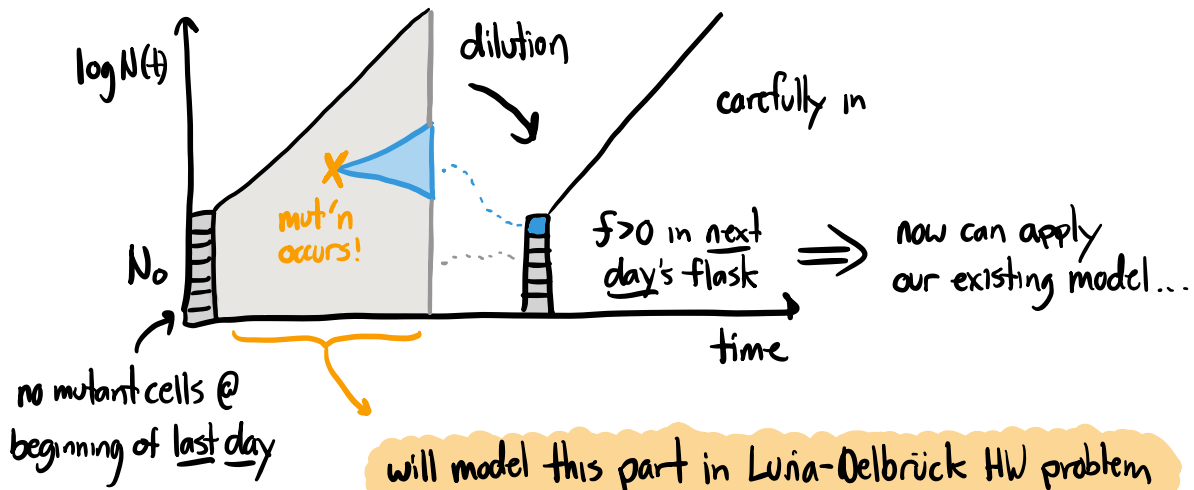 log N(t)
dilution
carefully in
mut'n
occurs!
N₀
f>0 in next
day's flask
⇒
now can apply
our existing model...
time
no mutant cells @
beginning of last day
will model this part in Luria-Delbrück HW problem